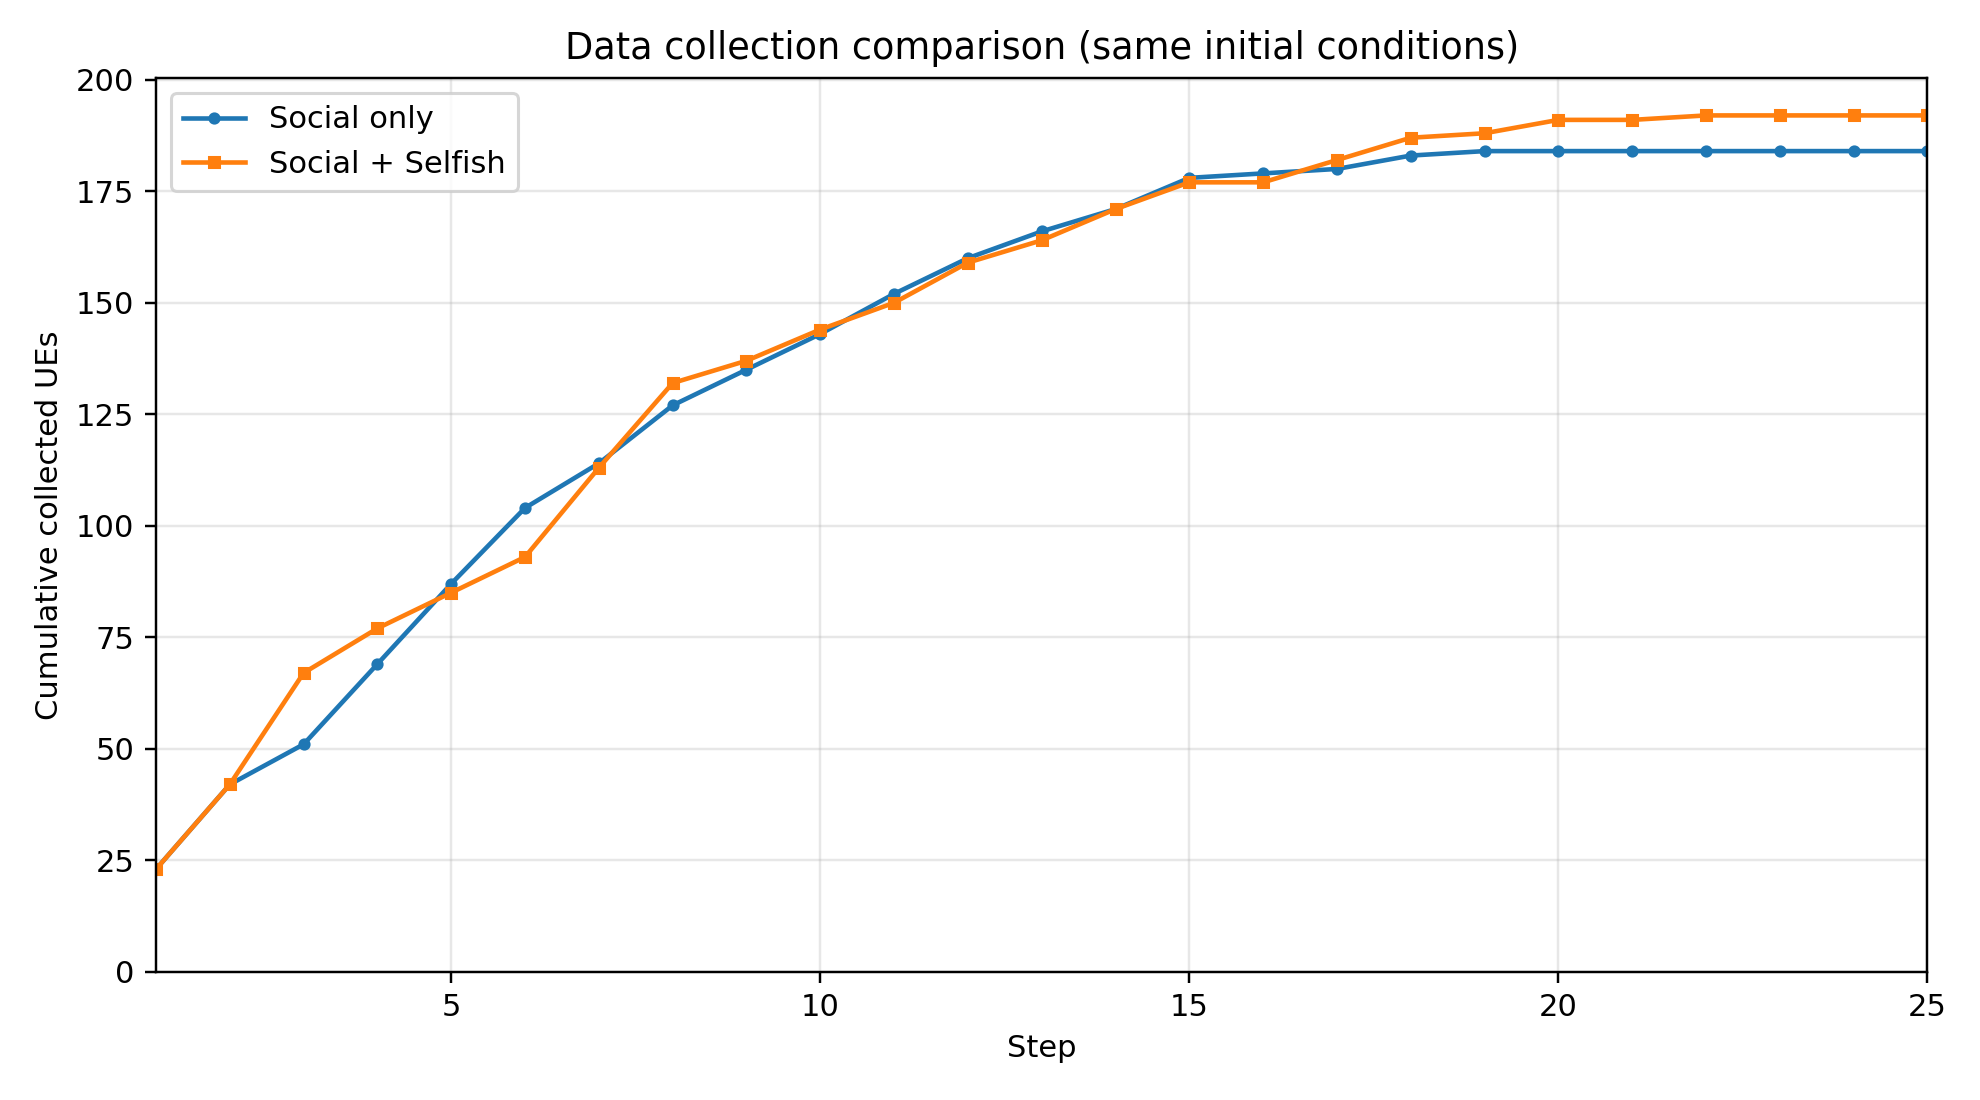 Data collection comparison (same initial conditions)
Social only
Social + Selfish
Cumulative collected UEs
200
175
150
125
100
75
50
25
0
5 10 15 20 25
Step